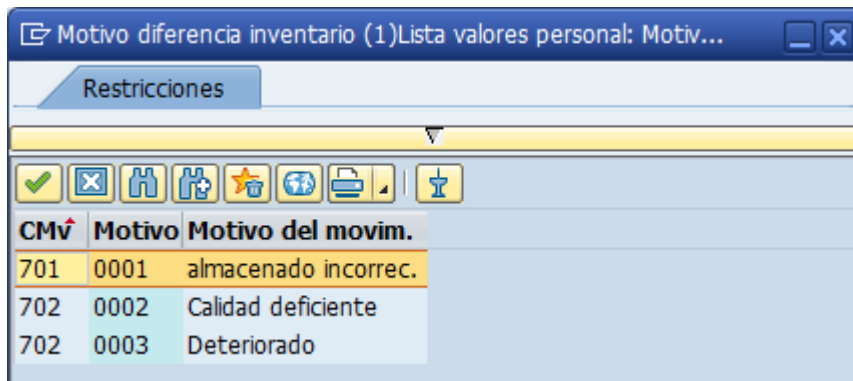 Motivo diferencia inventario (1)Lista valores personal: Motiv...
Restricciones
CMv Motivo Motivo del movim.
701 0001 almacenado incorrec.
702 0002 Calidad deficiente
702 0003 Deteriorado